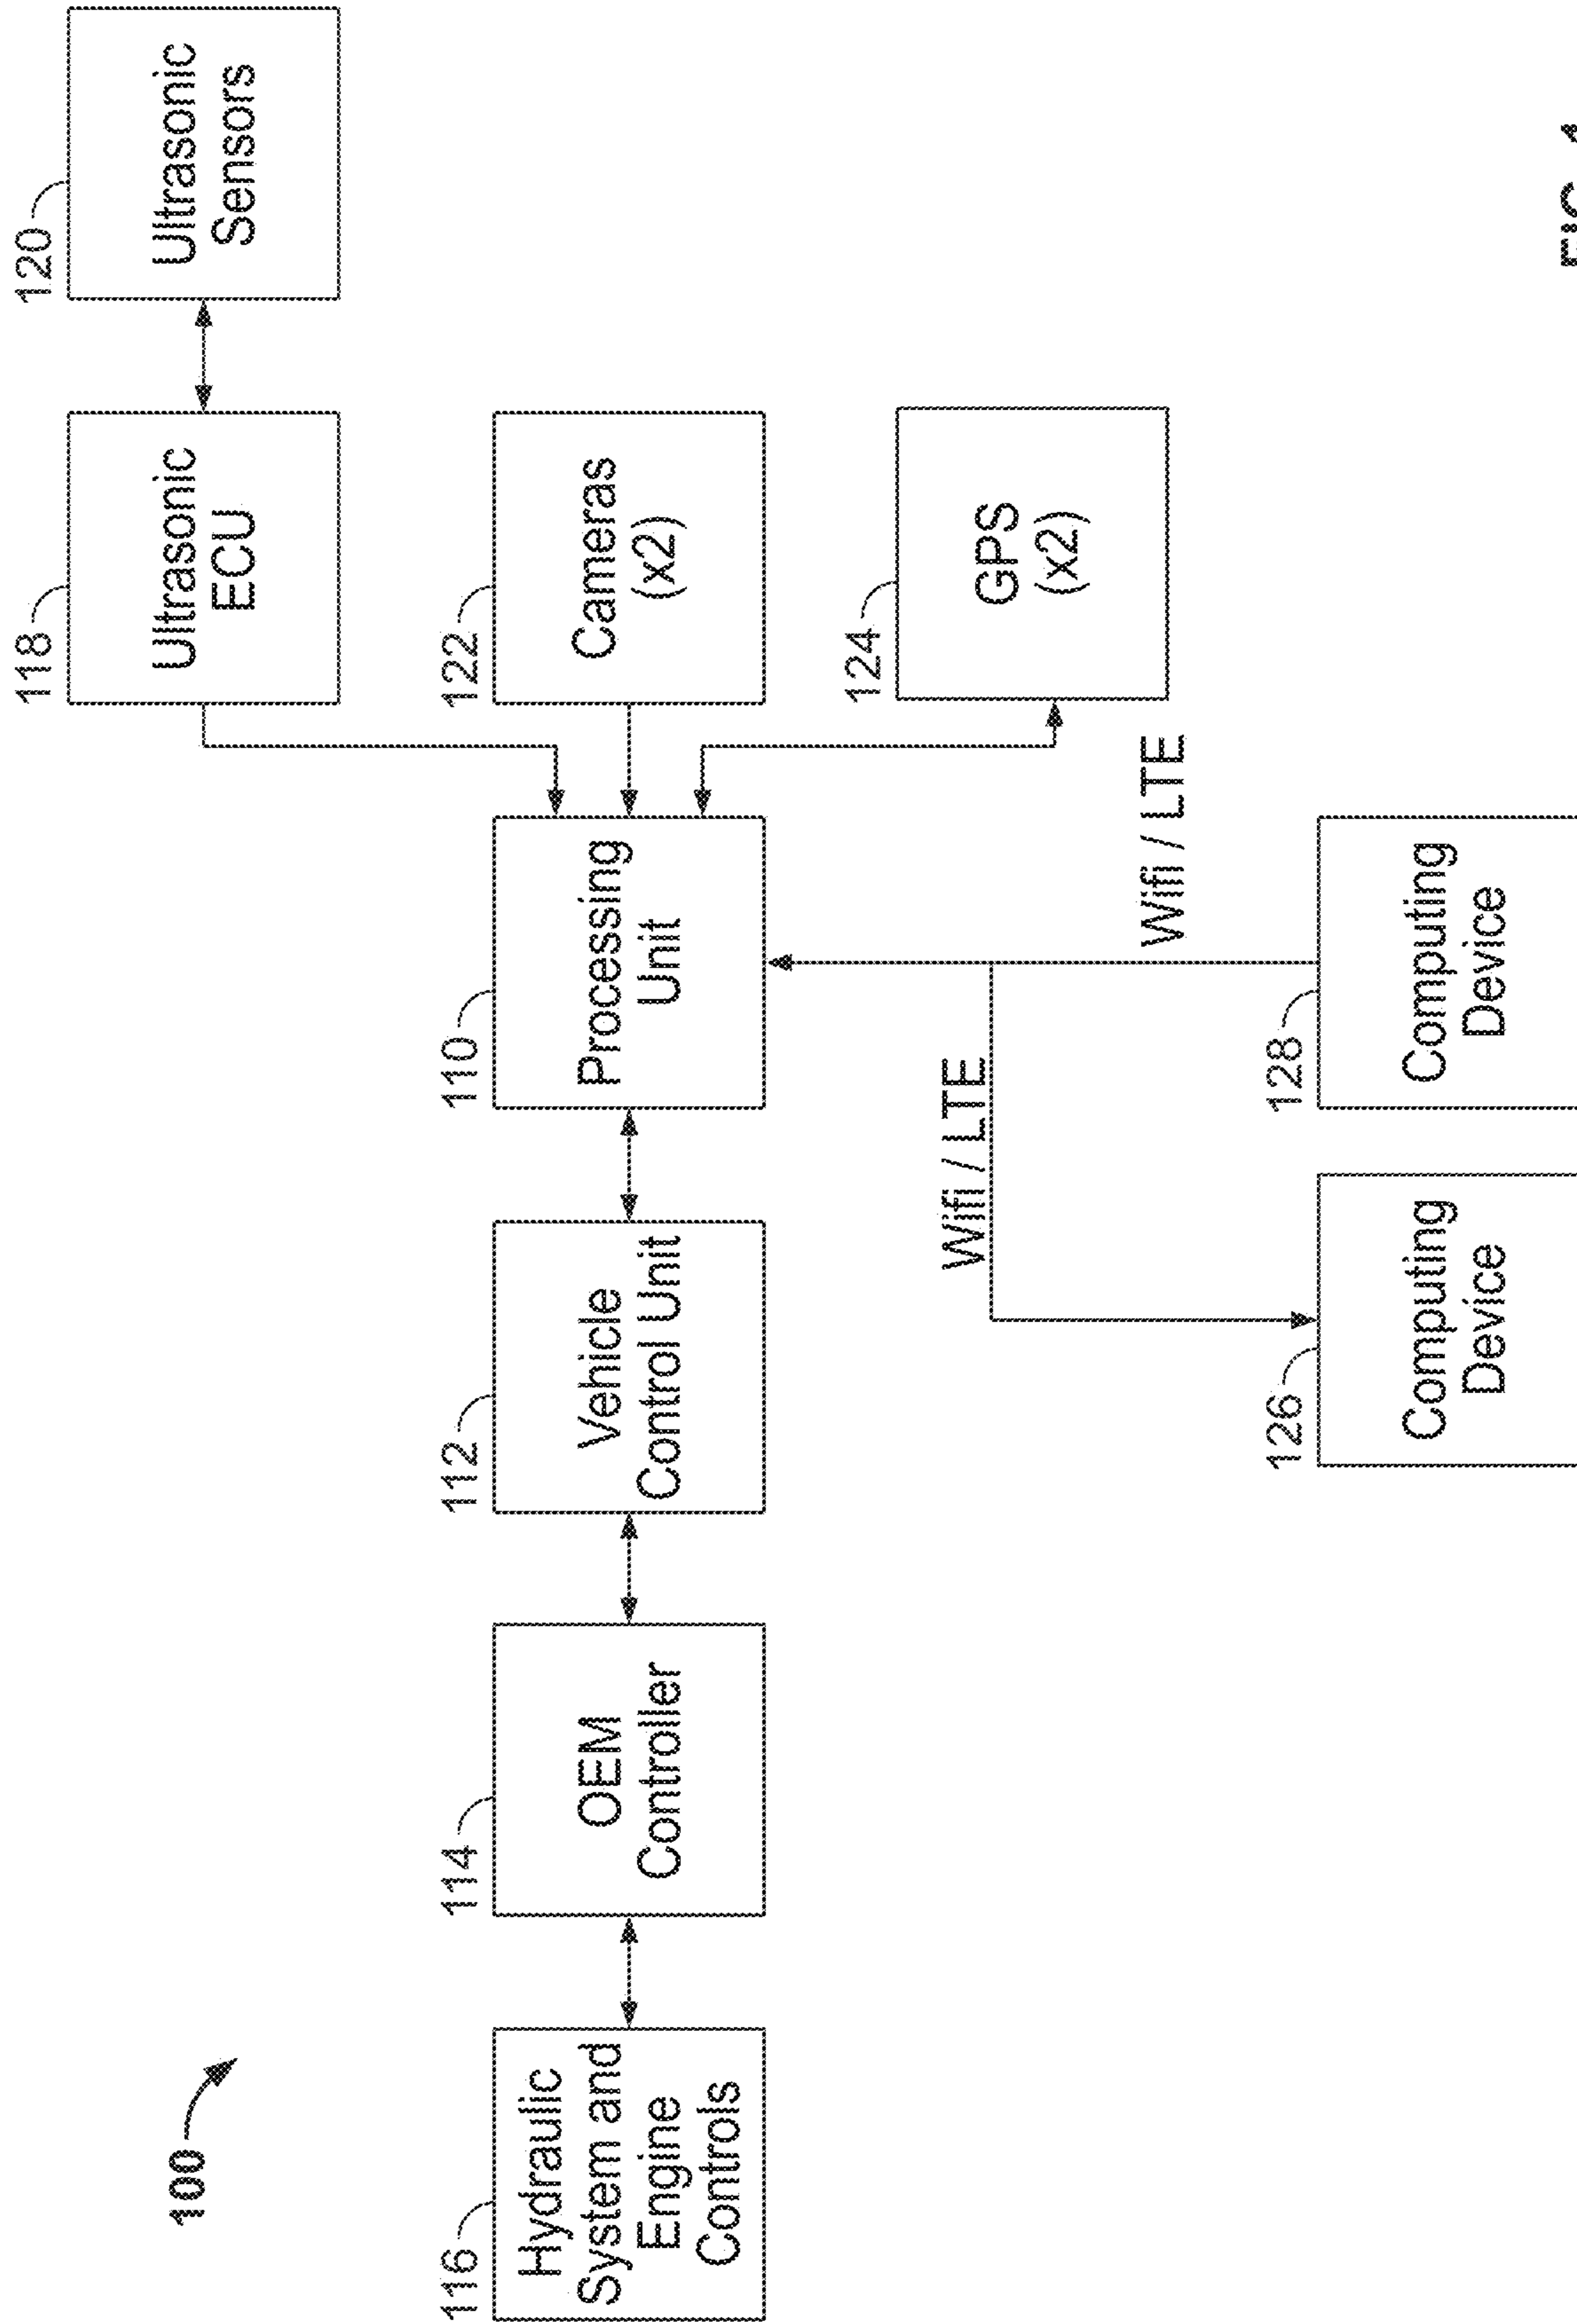 118
Ultrasonic
ECU
120
Ultrasonic
Sensors
100
116
Hydraulic
System and
Engine
Controls
114
OEM
Controller
112
Vehicle
Control Unit
110
Processing
Unit
122
Cameras
(x2)
124
GPS
(x2)
Wifi / LTE
Wifi / LTE
126
Computing
Device
128
Computing
Device
FIG.